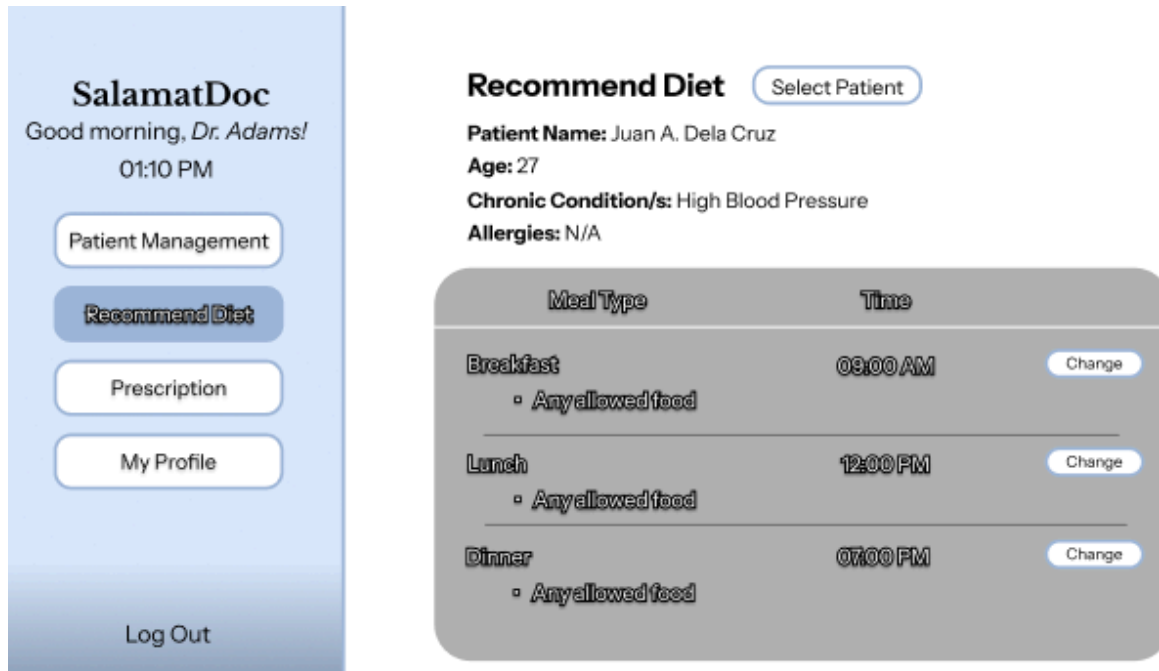 SalamatDoc
Good morning, Dr. Adams!
01:10 PM
Patient Management
Recommend Diet
Prescription
My Profile
Log Out
Recommend Diet Select Patient
Patient Name: Juan A. Dela Cruz
Age: 27
Chronic Condition/s: High Blood Pressure
Allergies: N/A
Meal Type Time
Breakfast 09:00 AM Change
▫ Any allowed food
Lunch 12:00 PM Change
▫ Any allowed food
Dinner 07:00 PM Change
▫ Any allowed food